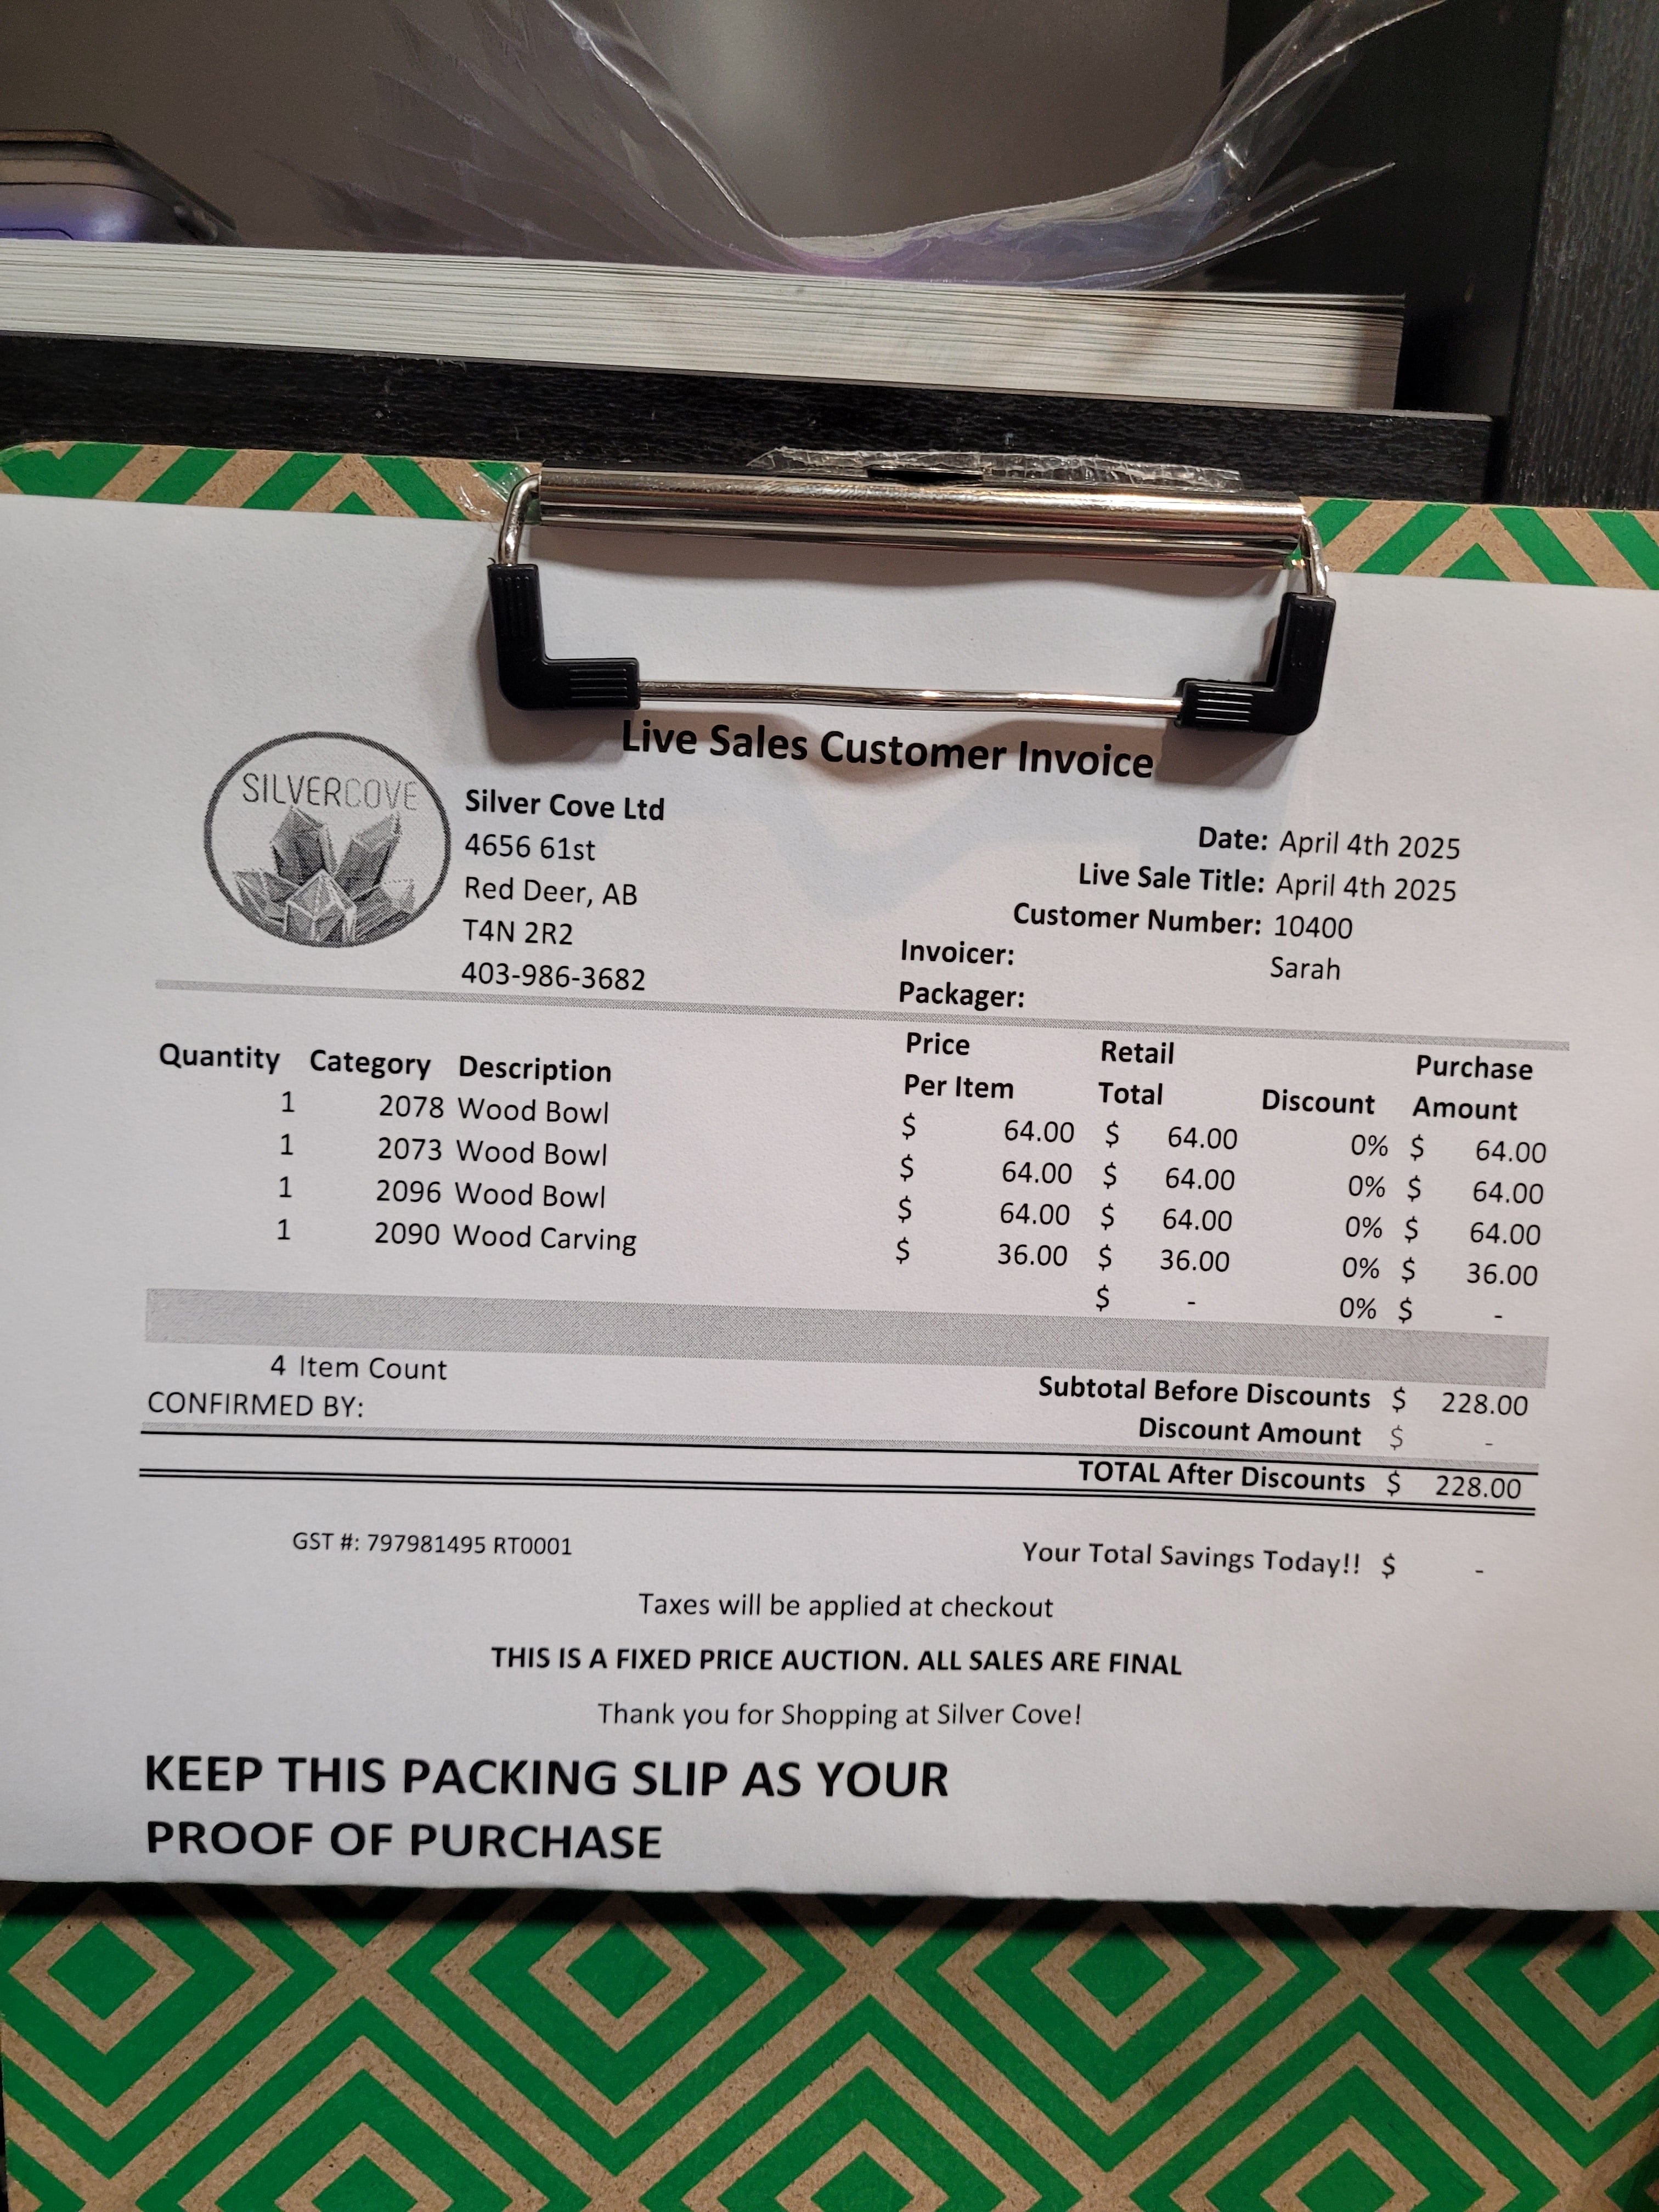 Live Sales Customer Invoice
SILVERCOVE
Silver Cove Ltd
4656 61st
Red Deer, AB
T4N 2R2
403-986-3682
Date: April 4th 2025
Live Sale Title: April 4th 2025
Customer Number: 10400
Invoicer: Sarah
Packager:
Quantity Category Description Price Per Item Retail Total Discount Purchase Amount
1 2078 Wood Bowl $ 64.00 $ 64.00 0% $ 64.00
1 2073 Wood Bowl $ 64.00 $ 64.00 0% $ 64.00
1 2096 Wood Bowl $ 64.00 $ 64.00 0% $ 64.00
1 2090 Wood Carving $ 36.00 $ 36.00 0% $ 36.00
$ - 0% $ -
4 Item Count
CONFIRMED BY:
Subtotal Before Discounts $ 228.00
Discount Amount $ -
TOTAL After Discounts $ 228.00
GST #: 797981495 RT0001
Your Total Savings Today!! $ -
Taxes will be applied at checkout
THIS IS A FIXED PRICE AUCTION. ALL SALES ARE FINAL
Thank you for Shopping at Silver Cove!
KEEP THIS PACKING SLIP AS YOUR
PROOF OF PURCHASE